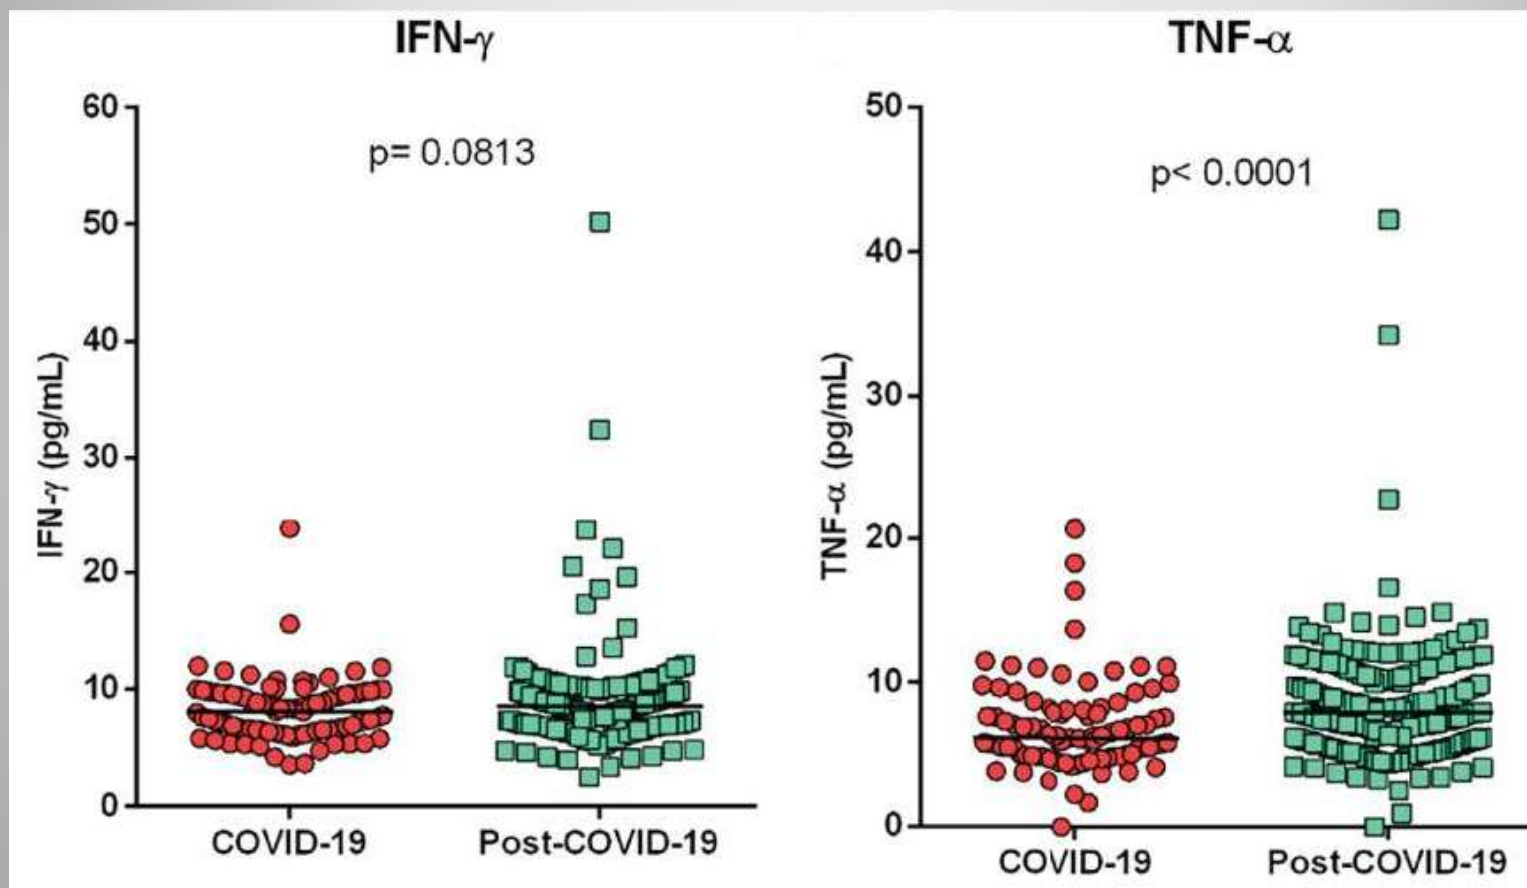 IFN-γ
60
50
40
30
20
10
0
IFN-γ (pg/mL)
p= 0.0813
COVID-19
Post-COVID-19
TNF-α
50
40
30
20
10
0
TNF-α (pg/mL)
p< 0.0001
COVID-19
Post-COVID-19